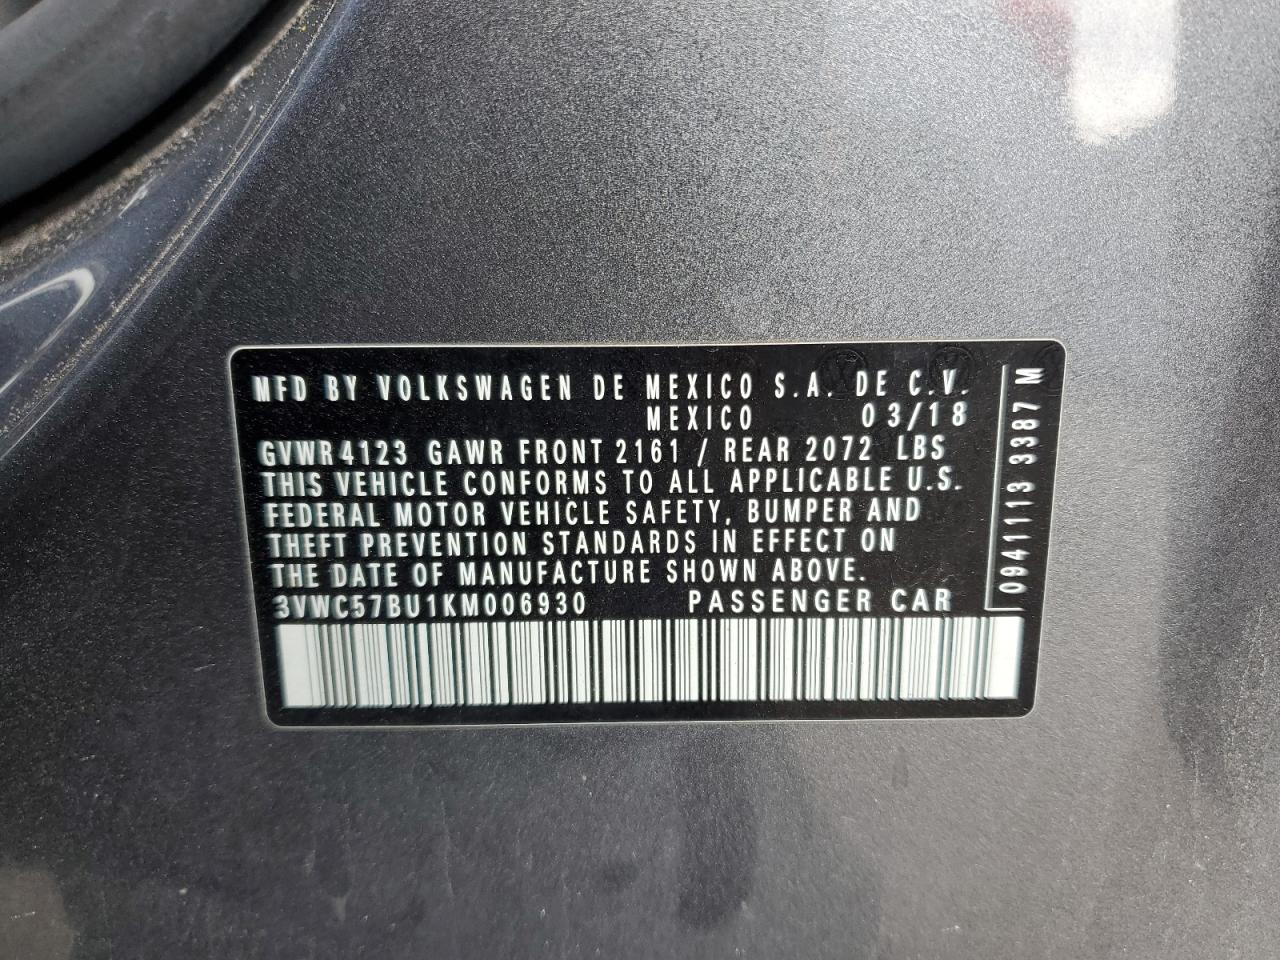 MFD BY VOLKSWAGEN DE MEXICO S.A. DE C.V.
MEXICO 03/18
GVWR 4123 GAWR FRONT 2161 / REAR 2072 LBS
THIS VEHICLE CONFORMS TO ALL APPLICABLE U.S.
FEDERAL MOTOR VEHICLE SAFETY, BUMPER AND
THEFT PREVENTION STANDARDS IN EFFECT ON
THE DATE OF MANUFACTURE SHOWN ABOVE.
3VWC57BU1KM006930 PASSENGER CAR
0941113 3387 M